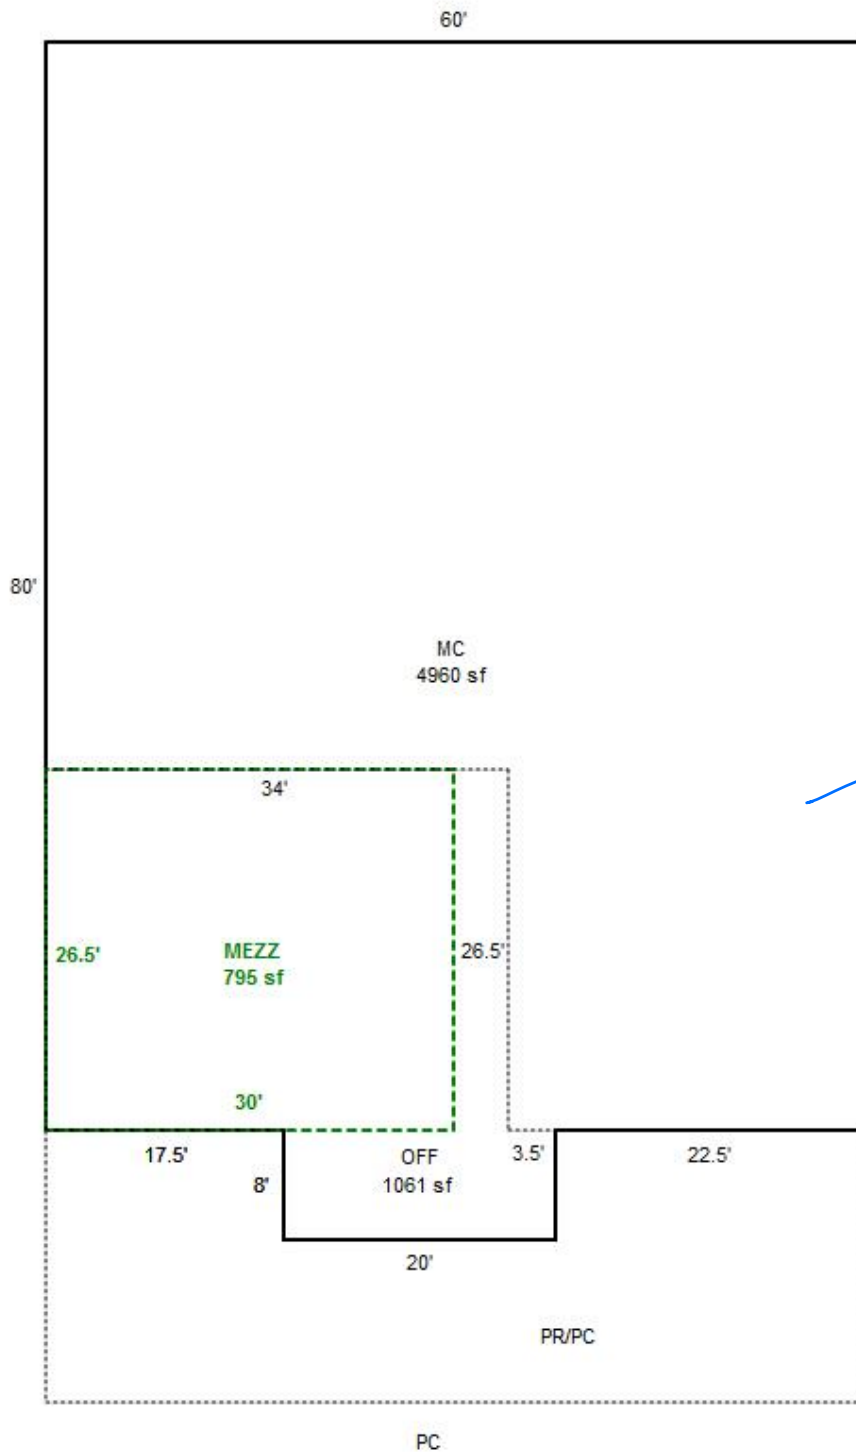 60'
80'
MC
4960 sf
34'
26.5'
MEZZ
795 sf
26.5'
30'
17.5'
OFF
1061 sf
3.5'
22.5'
8'
20'
PR/PC
PC